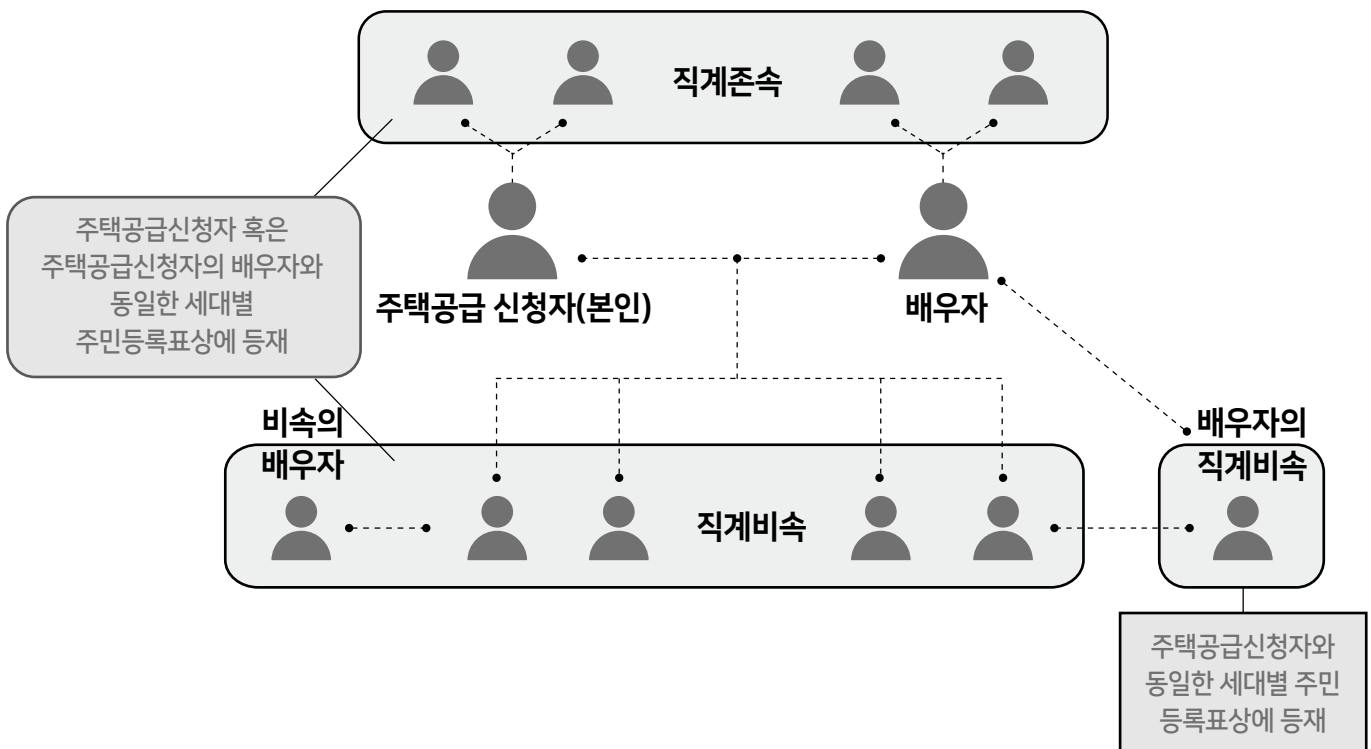 직계존속
주택공급신청자 혹은
주택공급신청자의 배우자와
동일한 세대별
주민등록표상에 등재
주택공급 신청자(본인)
배우자
비속의
배우자
직계비속
배우자의
직계비속
주택공급신청자와
동일한 세대별 주민
등록표상에 등재